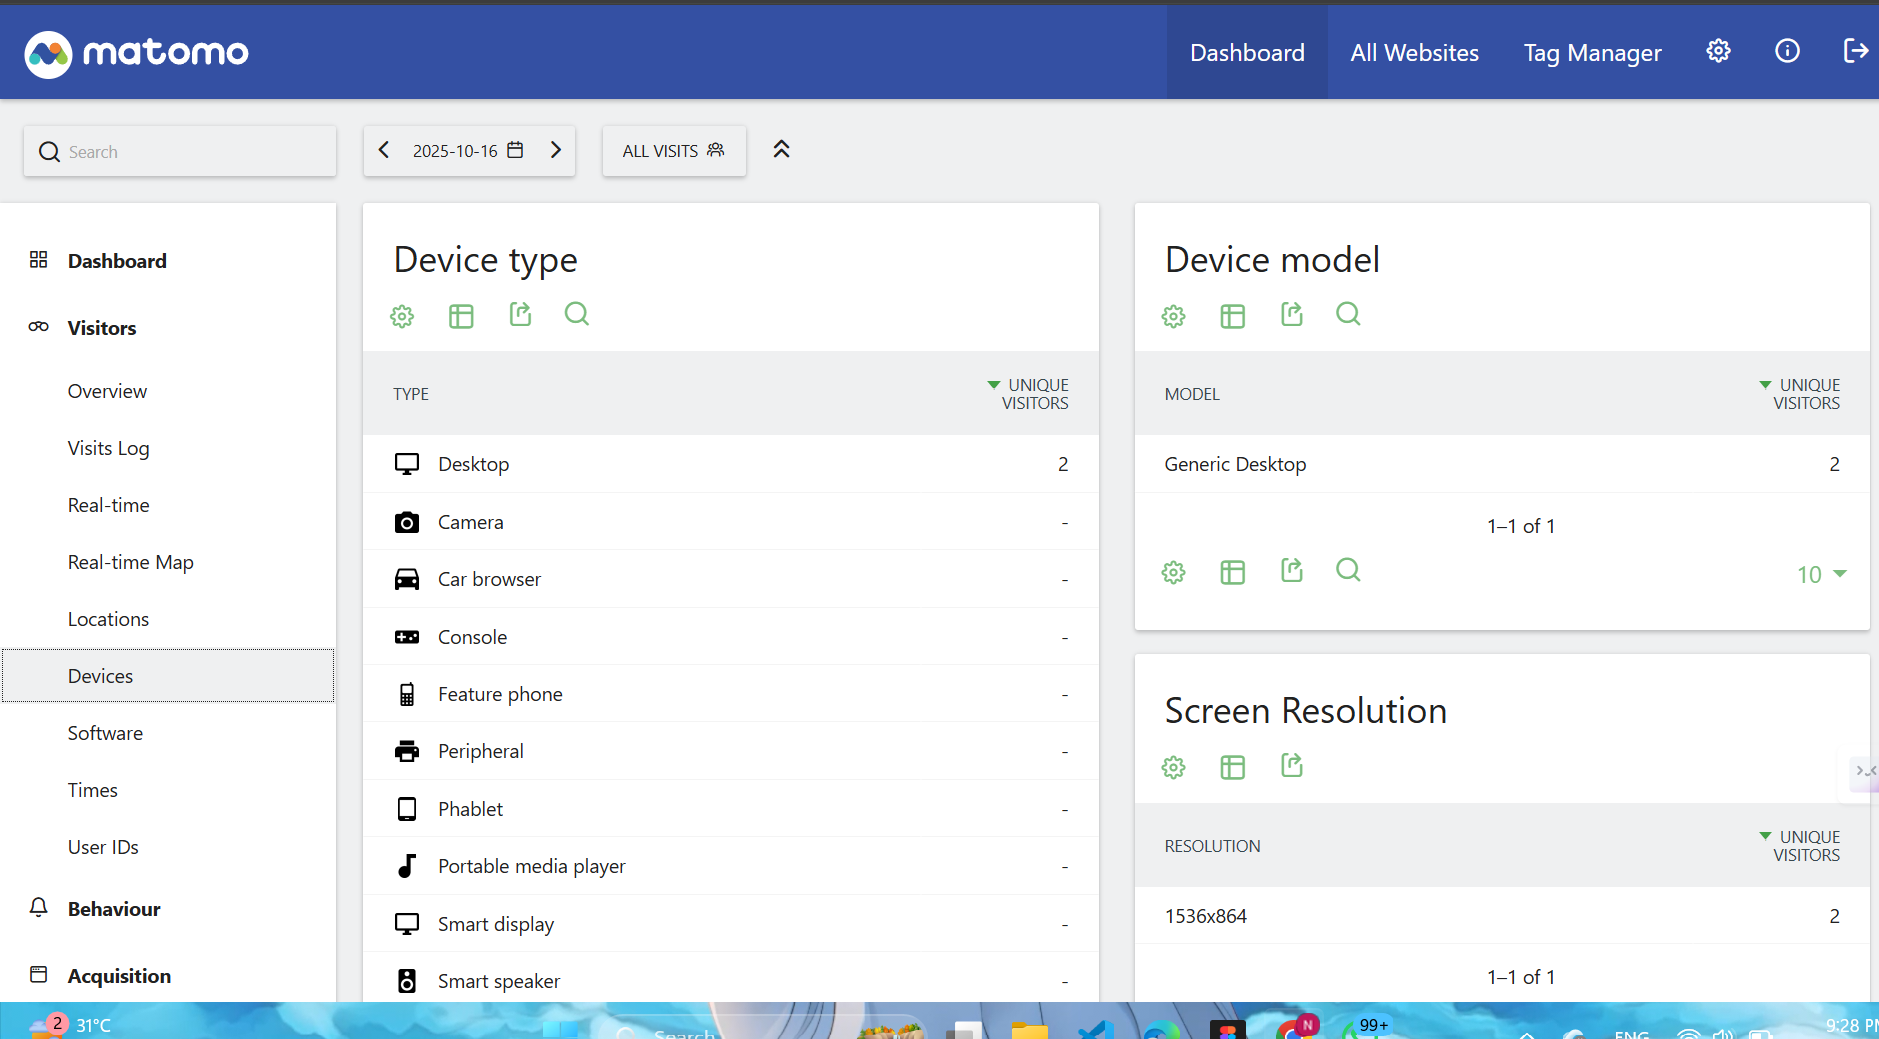 matomo
Dashboard
All Websites
Tag Manager
Search
2025-10-16
ALL VISITS
Dashboard
Visitors
Overview
Visits Log
Real-time
Real-time Map
Locations
Devices
Software
Times
User IDs
Behaviour
Acquisition
Device type
TYPE
UNIQUE
VISITORS
Desktop 2
Camera -
Car browser -
Console -
Feature phone -
Peripheral -
Phablet -
Portable media player -
Smart display -
Smart speaker -
Device model
MODEL
UNIQUE
VISITORS
Generic Desktop 2
1–1 of 1
10
Screen Resolution
RESOLUTION
UNIQUE
VISITORS
1536x864 2
1–1 of 1
2
31°C
Search
N
99+
ENG
9:28